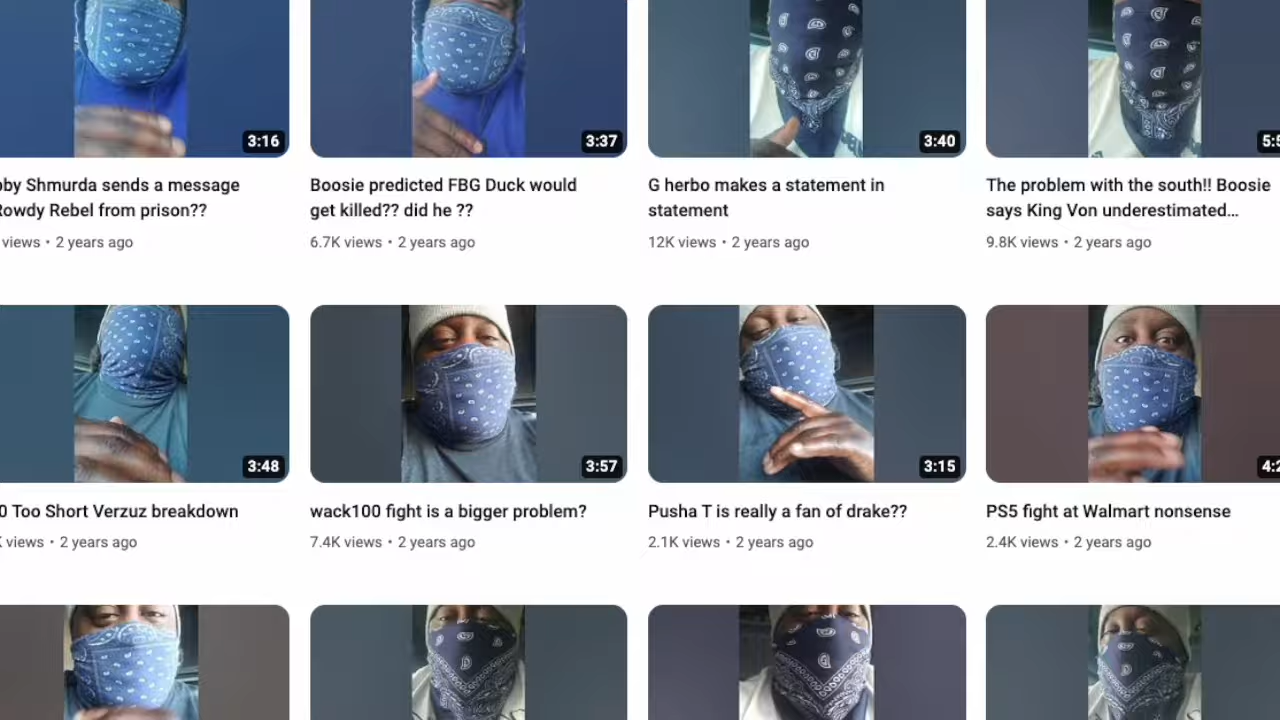 3:16
3:37
3:40
by Shmurda sends a message
Rowdy Rebel from prison??
views • 2 years ago
Boosie predicted FBG Duck would
get killed?? did he ??
6.7K views • 2 years ago
G herbo makes a statement in
statement
12K views • 2 years ago
The problem with the south!! Boosie
says King Von underestimated...
9.8K views • 2 years ago
3:48
3:57
3:15
0 Too Short Verzuz breakdown
views • 2 years ago
wack100 fight is a bigger problem?
7.4K views • 2 years ago
Pusha T is really a fan of drake??
2.1K views • 2 years ago
PS5 fight at Walmart nonsense
2.4K views • 2 years ago